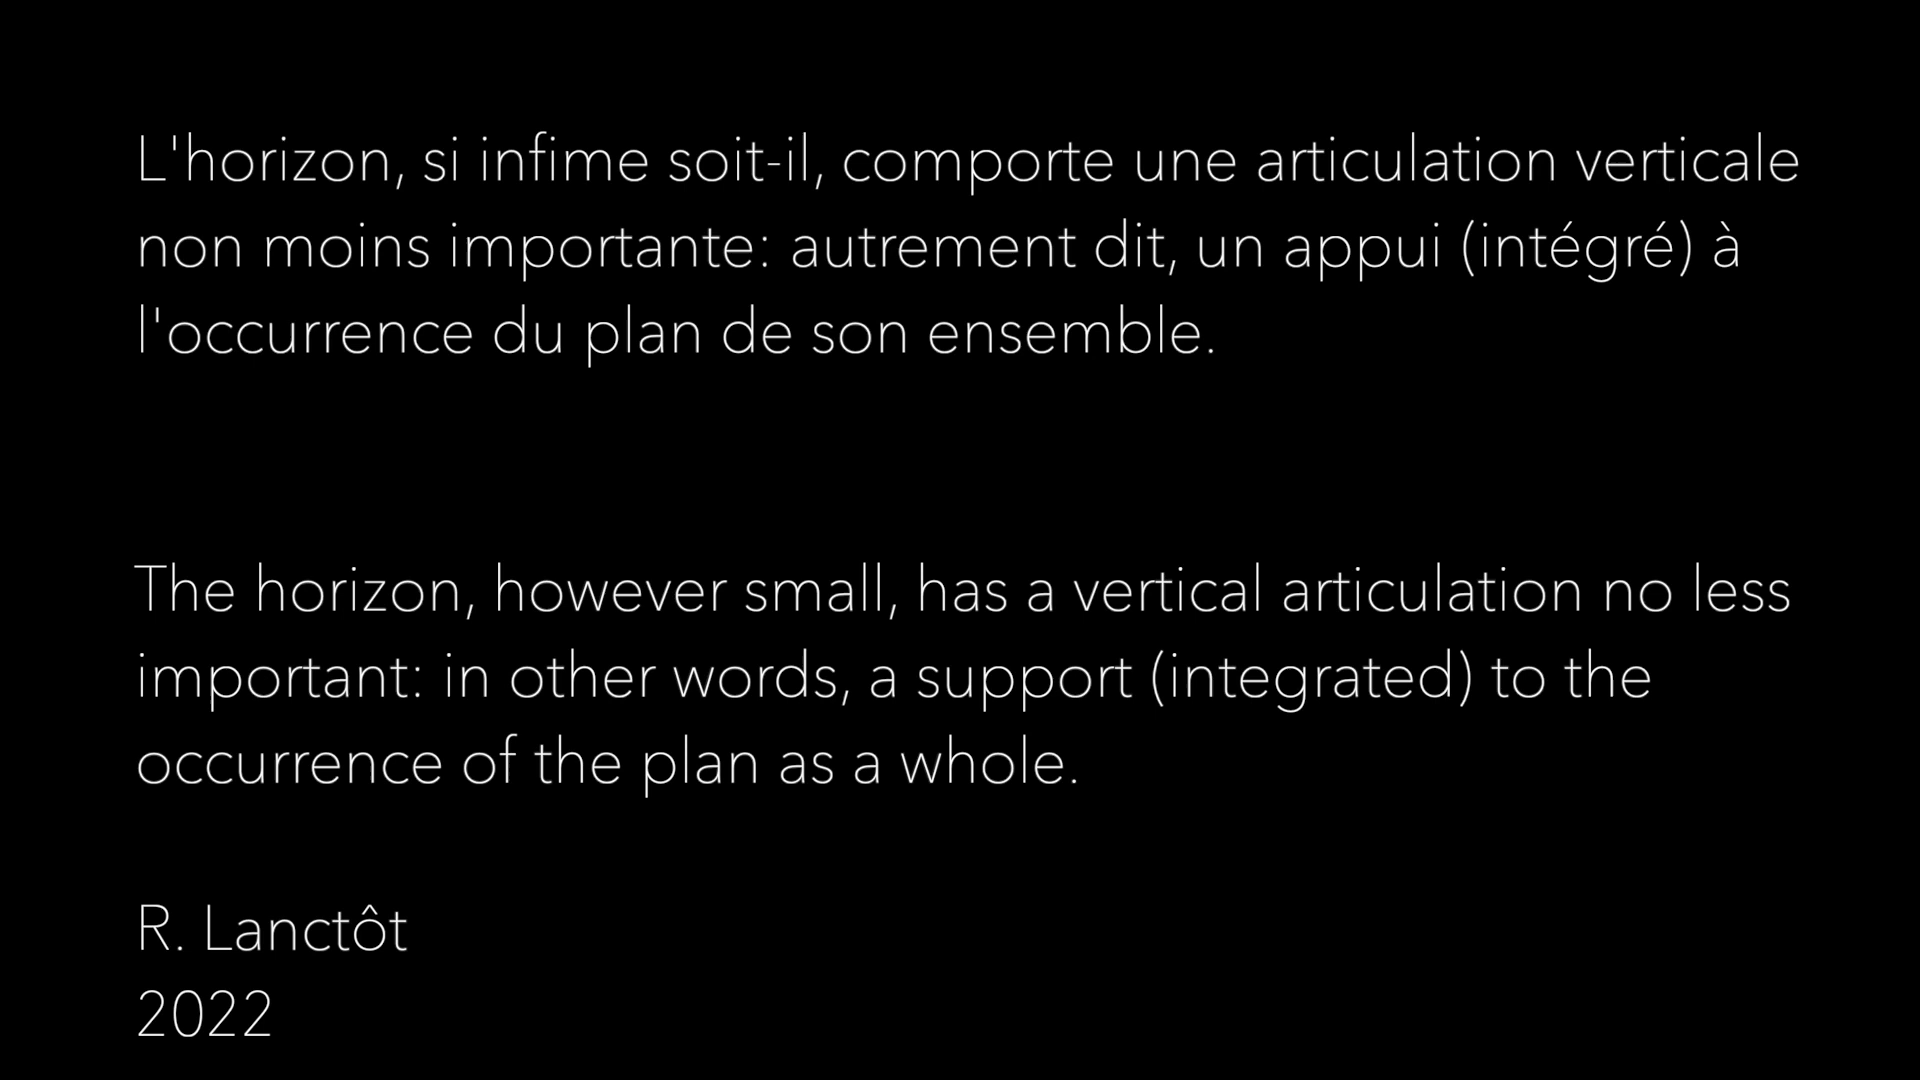 L'horizon, si infime soit-il, comporte une articulation verticale
non moins importante: autrement dit, un appui (intégré) à
l'occurrence du plan de son ensemble.
The horizon, however small, has a vertical articulation no less
important: in other words, a support (integrated) to the
occurrence of the plan as a whole.
R. Lanctôt
2022